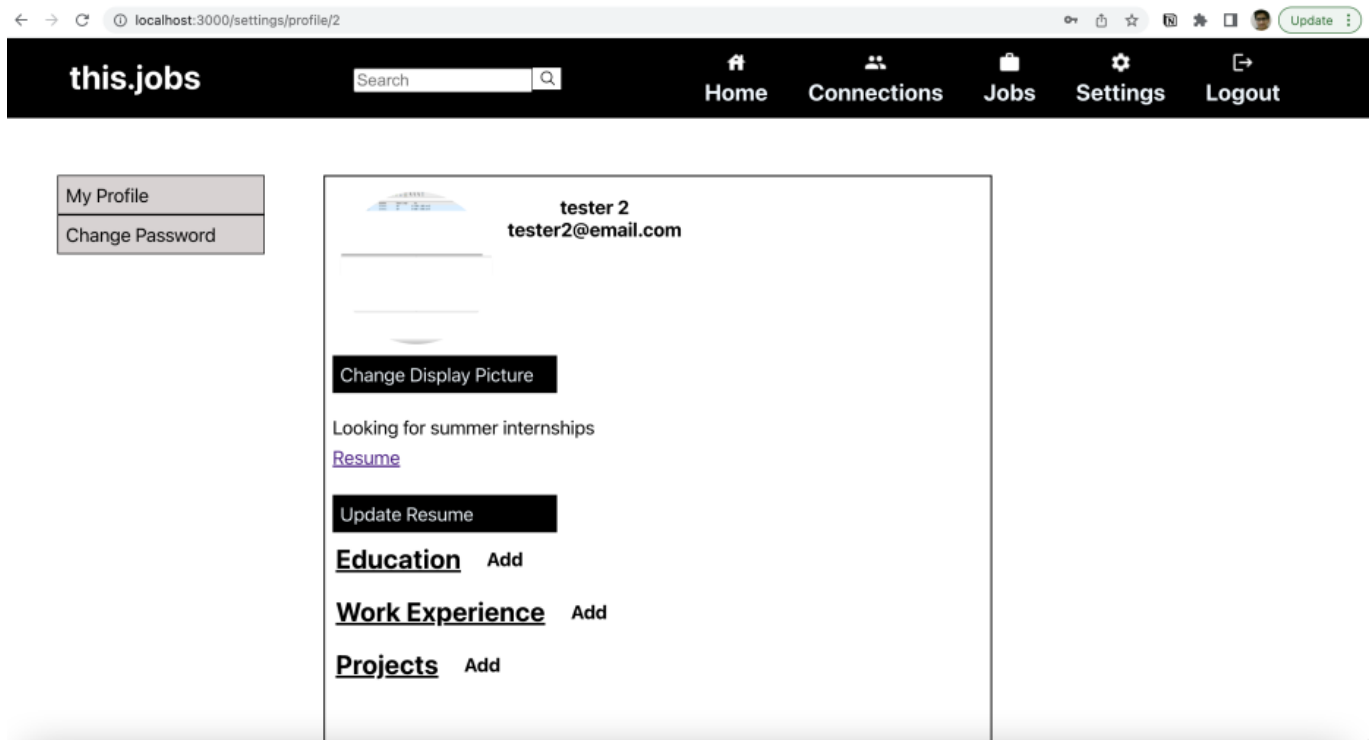 localhost:3000/settings/profile/2
Update
this.jobs
Search
Home Connections Jobs Settings Logout
My Profile
Change Password
tester 2
tester2@email.com
Change Display Picture
Looking for summer internships
Resume
Update Resume
Education Add
Work Experience Add
Projects Add